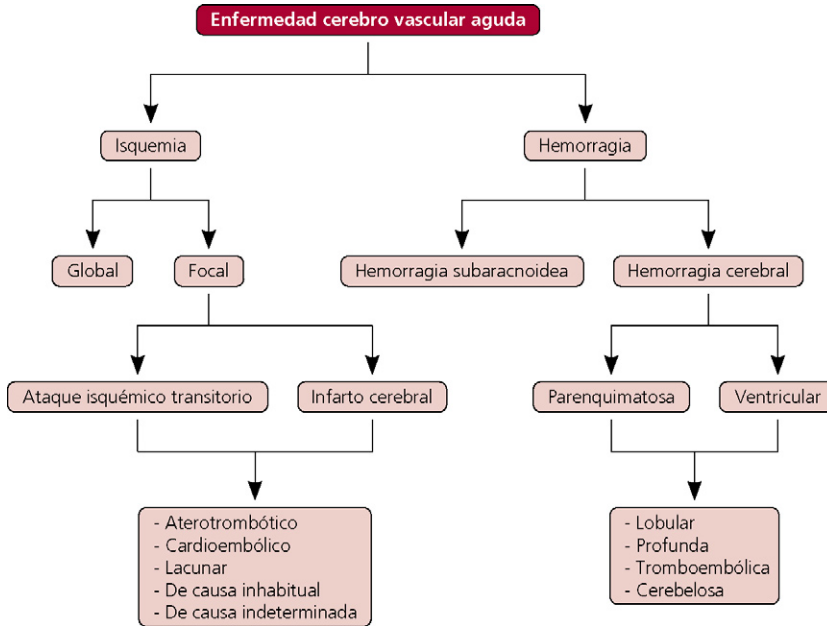 Enfermedad cerebro vascular aguda
Isquemia
Hemorragia
Global
Focal
Hemorragia subaracnoidea
Hemorragia cerebral
Ataque isquémico transitorio
Infarto cerebral
Parenquimatosa
Ventricular
- Aterotrombótico
- Cardioembólico
- Lacunar
- De causa inhabitual
- De causa indeterminada
- Lobular
- Profunda
- Tromboembólica
- Cerebelosa